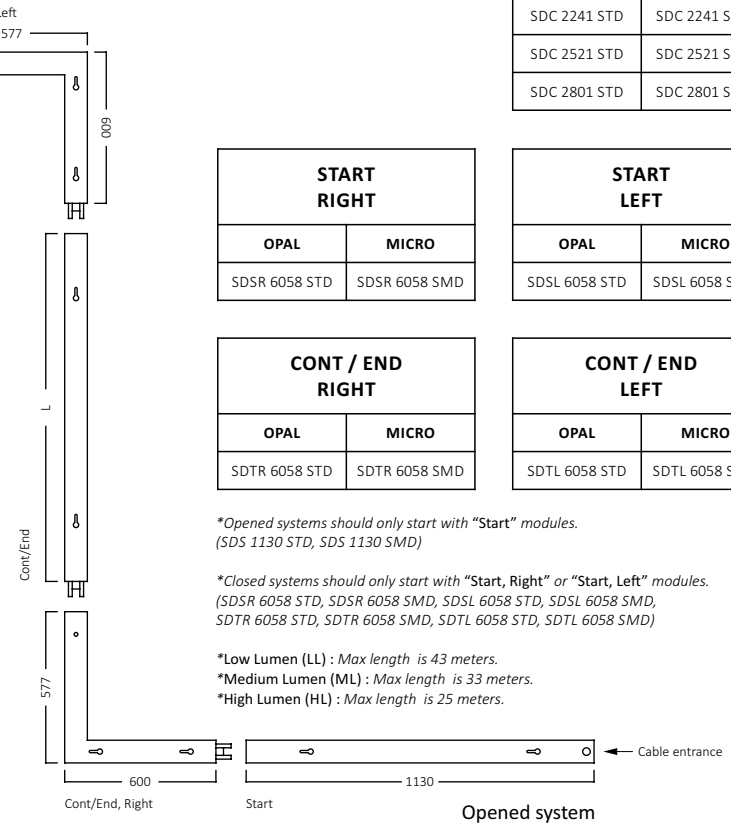 Left
577
600
SDC 2241 STD SDC 2241 S
SDC 2521 STD SDC 2521 S
SDC 2801 STD SDC 2801 S
START
RIGHT
OPAL MICRO
SDSR 6058 STD SDSR 6058 SMD
START
LEFT
OPAL MICRO
SDSL 6058 STD SDSL 6058 S
CONT / END
RIGHT
OPAL MICRO
SDTR 6058 STD SDTR 6058 SMD
CONT / END
LEFT
OPAL MICRO
SDTL 6058 STD SDTL 6058 S
L
Cont/End
*Opened systems should only start with “Start” modules.
(SDS 1130 STD, SDS 1130 SMD)
*Closed systems should only start with “Start, Right” or “Start, Left” modules.
(SDSR 6058 STD, SDSR 6058 SMD, SDSL 6058 STD, SDSL 6058 SMD,
SDTR 6058 STD, SDTR 6058 SMD, SDTL 6058 STD, SDTL 6058 SMD)
*Low Lumen (LL) : Max length is 43 meters.
*Medium Lumen (ML) : Max length is 33 meters.
*High Lumen (HL) : Max length is 25 meters.
577
Cable entrance
600
1130
Cont/End, Right
Start
Opened system